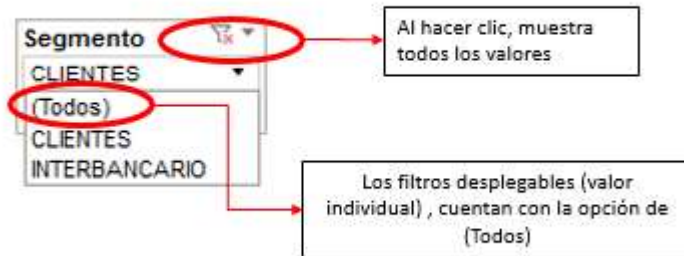 Segmento
CLIENTES
(Todos)
CLIENTES
INTERBANCARIO
Al hacer clic, muestra
todos los valores
Los filtros desplegables (valor
individual) , cuentan con la opción de
(Todos)